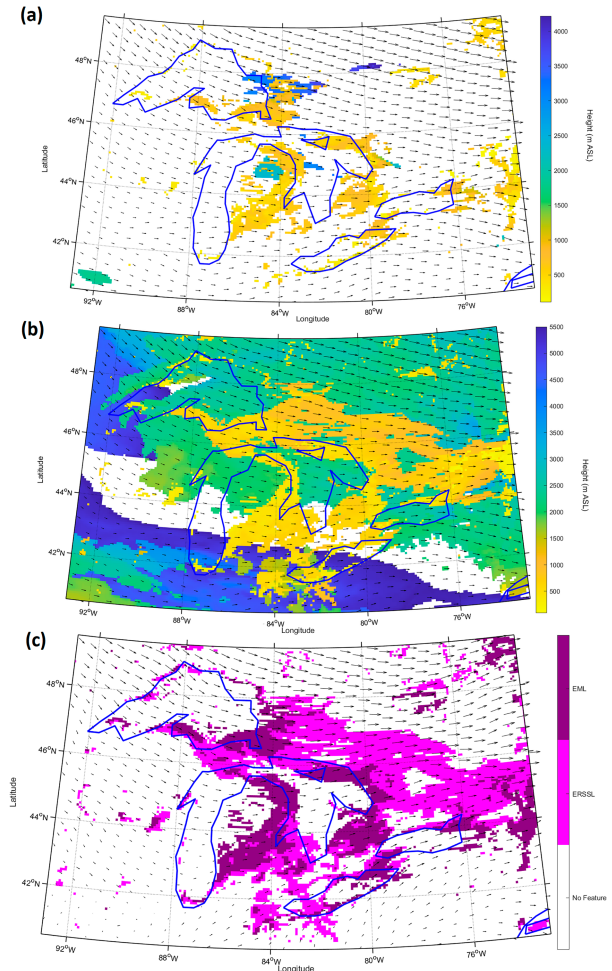 (a)
48°N
46°N
44°N
42°N
Latitude
92°W
88°W
84°W
80°W
76°W
Longitude
4000
3500
3000
2500
2000
1500
1000
500
Height (m ASL)
(b)
48°N
46°N
44°N
42°N
Latitude
92°W
88°W
84°W
80°W
76°W
Longitude
5500
5000
4500
4000
3500
3000
2500
2000
1500
1000
500
Height (m ASL)
(c)
48°N
46°N
44°N
42°N
Latitude
92°W
88°W
84°W
80°W
76°W
Longitude
EML
ERSSL
No Feature